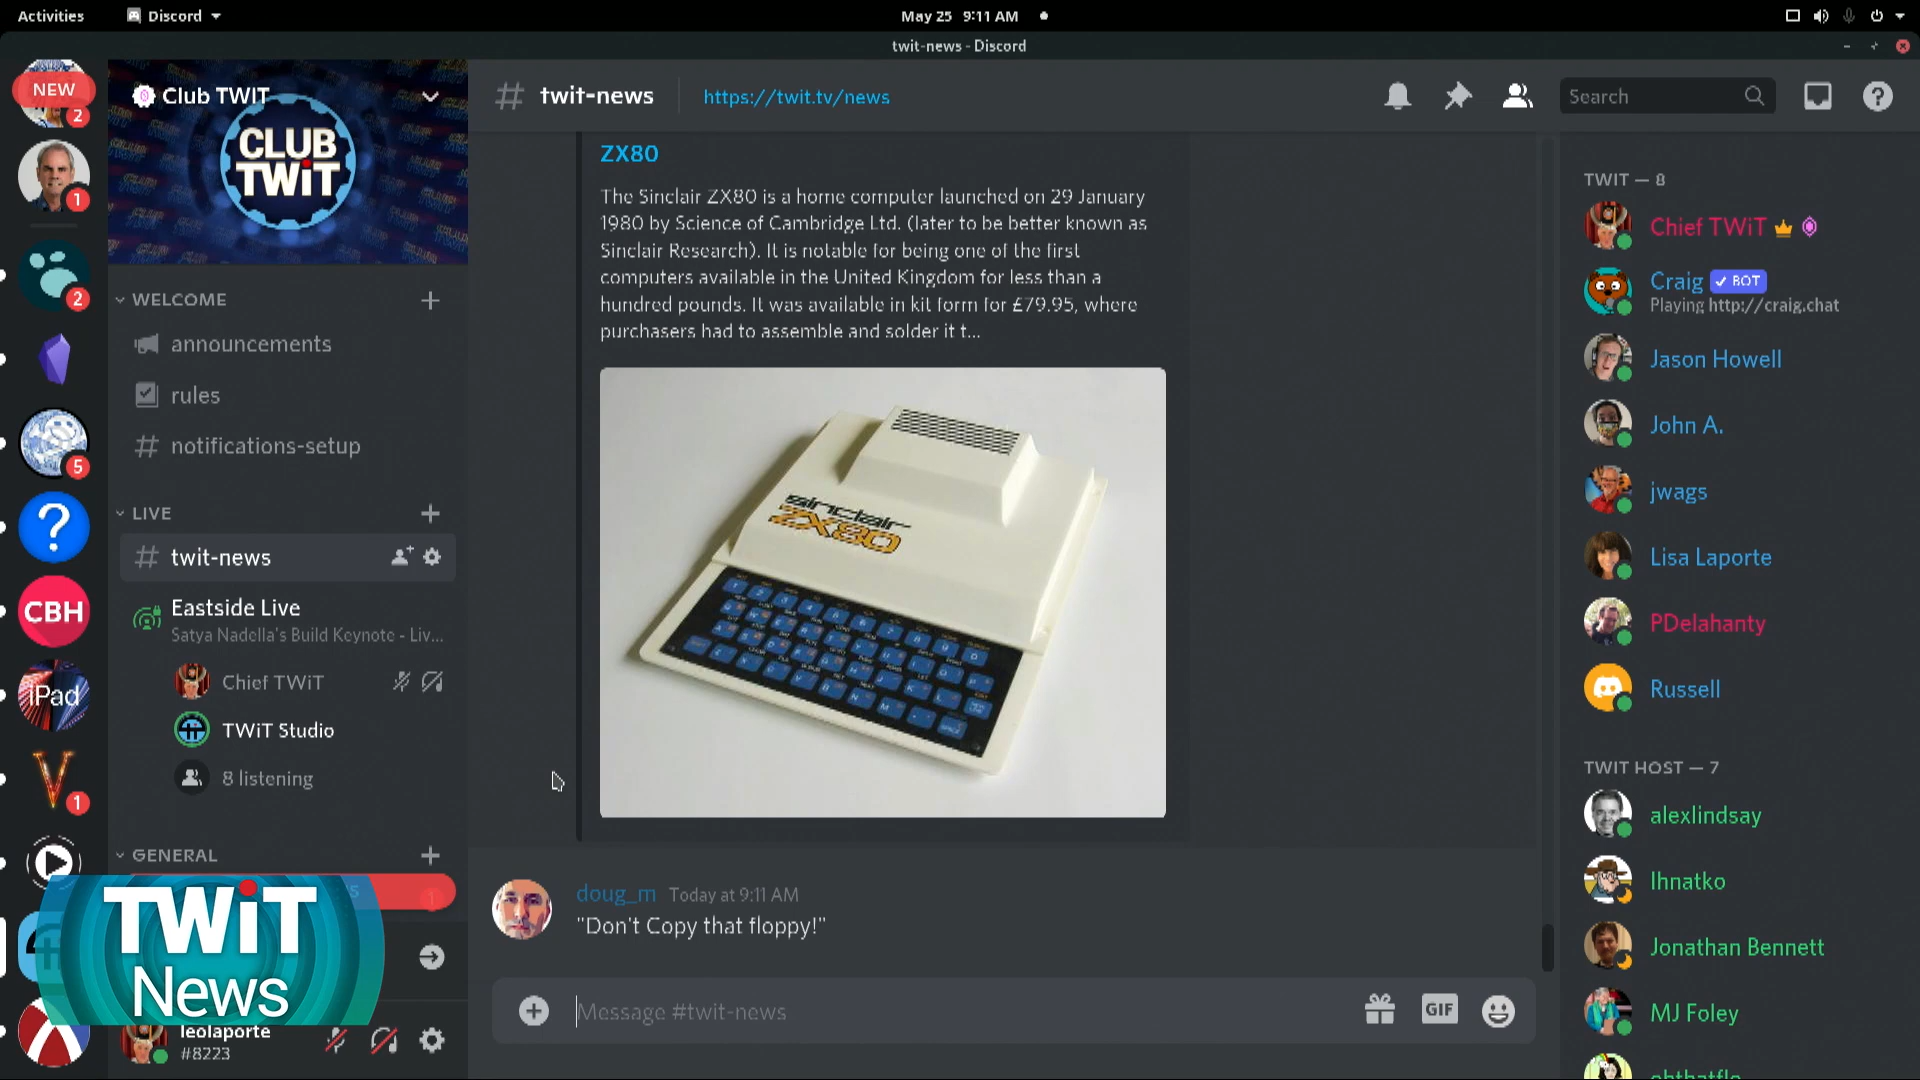 Activities
Discord
May 25 9:11 AM
twit-news - Discord
NEW
2
1
2
5
CBH
iPad
1
Club TWiT
CLUB
TWiT
WELCOME
announcements
rules
notifications-setup
LIVE
twit-news
Eastside Live
Satya Nadella's Build Keynote - Liv...
Chief TWiT
TWiT Studio
8 listening
GENERAL
1
TWiT
News
leolaporte
#8223
twit-news
https://twit.tv/news
Search
ZX80
The Sinclair ZX80 is a home computer launched on 29 January
1980 by Science of Cambridge Ltd. (later to be better known as
Sinclair Research). It is notable for being one of the first
computers available in the United Kingdom for less than a
hundred pounds. It was available in kit form for £79.95, where
purchasers had to assemble and solder it t...
sinclair
ZX80
doug_m Today at 9:11 AM
"Don't Copy that floppy!"
Message #twit-news
GIF
TWIT — 8
Chief TWiT
Craig BOT
Playing http://craig.chat
Jason Howell
John A.
jwags
Lisa Laporte
PDelahanty
Russell
TWIT HOST — 7
alexlindsay
Ihnatko
Jonathan Bennett
MJ Foley